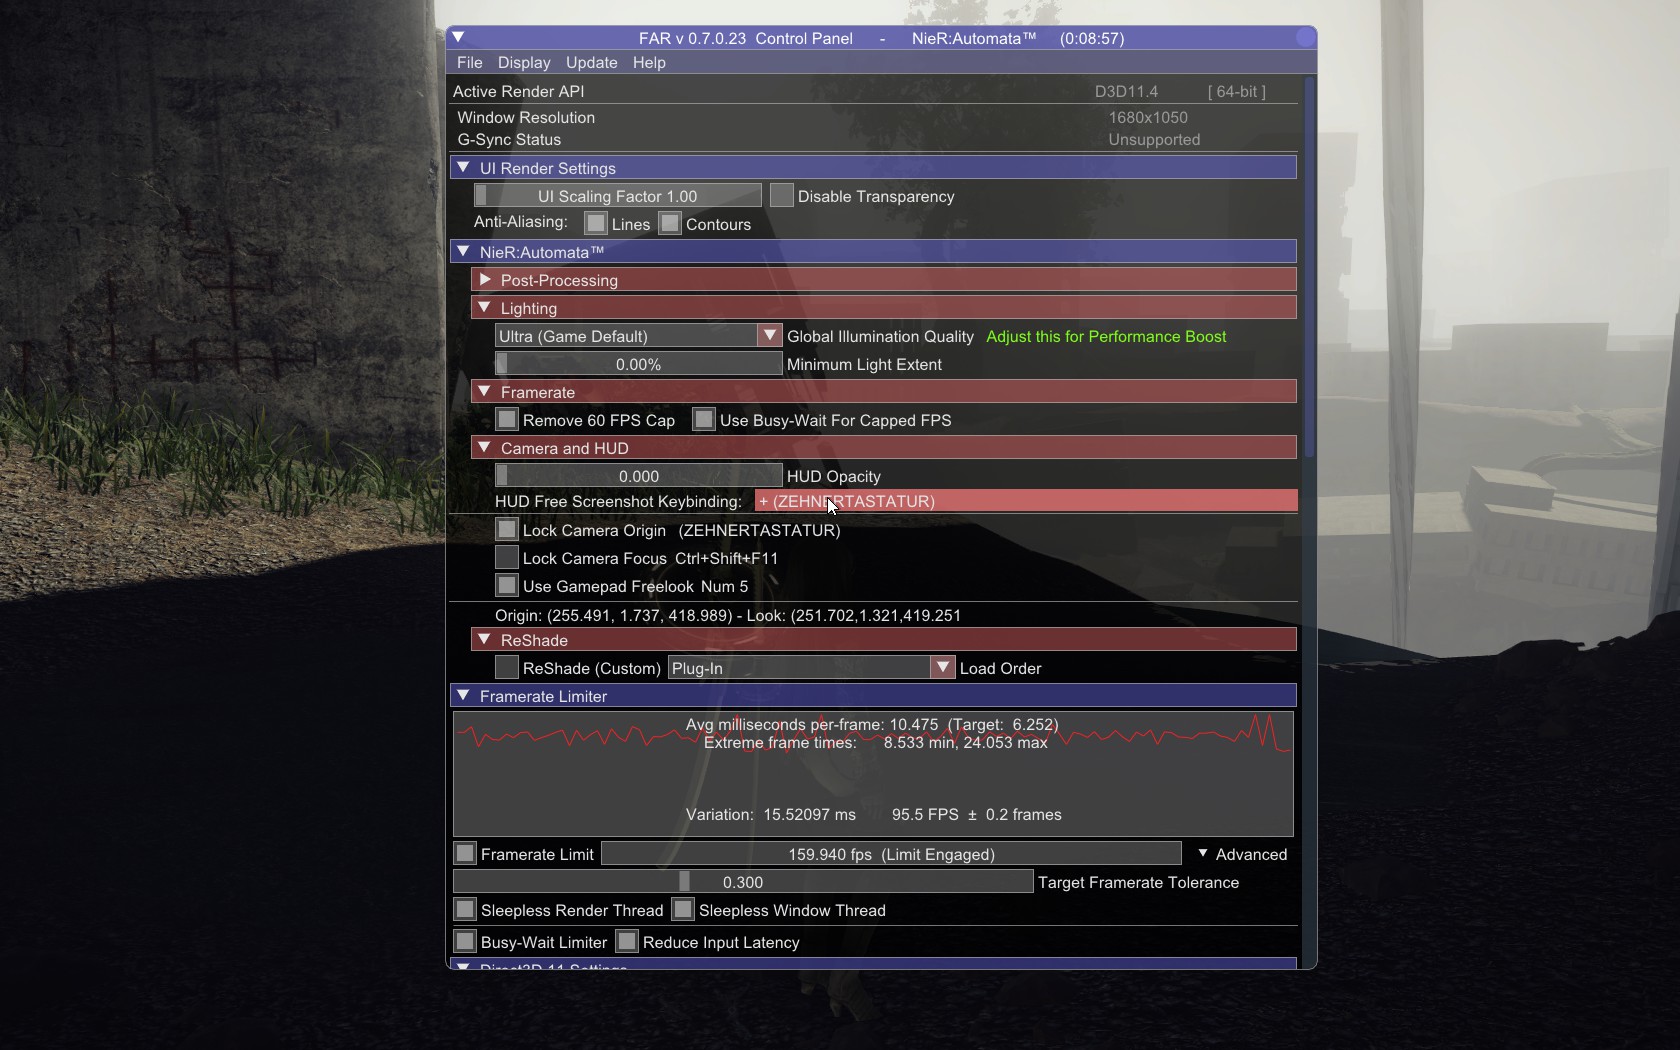 FAR v 0.7.0.23 Control Panel - NieR:Automata™ (0:08:57)
File Display Update Help
Active Render API D3D11.4 [ 64-bit ]
Window Resolution 1680x1050
G-Sync Status Unsupported
UI Render Settings
UI Scaling Factor 1.00 Disable Transparency
Anti-Aliasing: Lines Contours
NieR:Automata™
Post-Processing
Lighting
Ultra (Game Default) Global Illumination Quality Adjust this for Performance Boost
0.00% Minimum Light Extent
Framerate
Remove 60 FPS Cap Use Busy-Wait For Capped FPS
Camera and HUD
0.000 HUD Opacity
HUD Free Screenshot Keybinding: + (ZEHNERTASTATUR)
Lock Camera Origin (ZEHNERTASTATUR)
Lock Camera Focus Ctrl+Shift+F11
Use Gamepad Freelook Num 5
Origin: (255.491, 1.737, 418.989) - Look: (251.702,1.321,419.251
ReShade
ReShade (Custom) Plug-In Load Order
Framerate Limiter
Avg milliseconds per-frame: 10.475 (Target: 6.252)
Extreme frame times: 8.533 min, 24.053 max
Variation: 15.52097 ms 95.5 FPS ± 0.2 frames
Framerate Limit 159.940 fps (Limit Engaged) Advanced
0.300 Target Framerate Tolerance
Sleepless Render Thread Sleepless Window Thread
Busy-Wait Limiter Reduce Input Latency
Direct3D 11 Settings